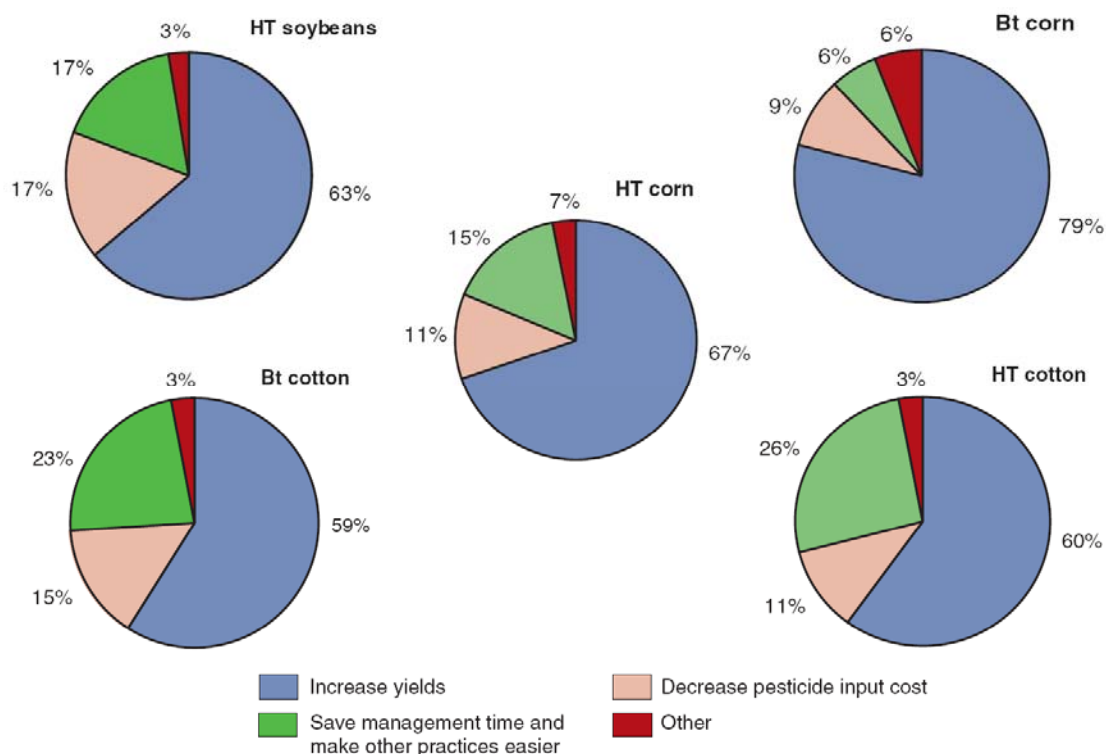 HT soybeans
3%
17%
17%
63%
Bt corn
6%
6%
9%
79%
HT corn
7%
15%
11%
67%
Bt cotton
3%
23%
15%
59%
HT cotton
3%
26%
11%
60%
Increase yields
Decrease pesticide input cost
Save management time and
make other practices easier
Other